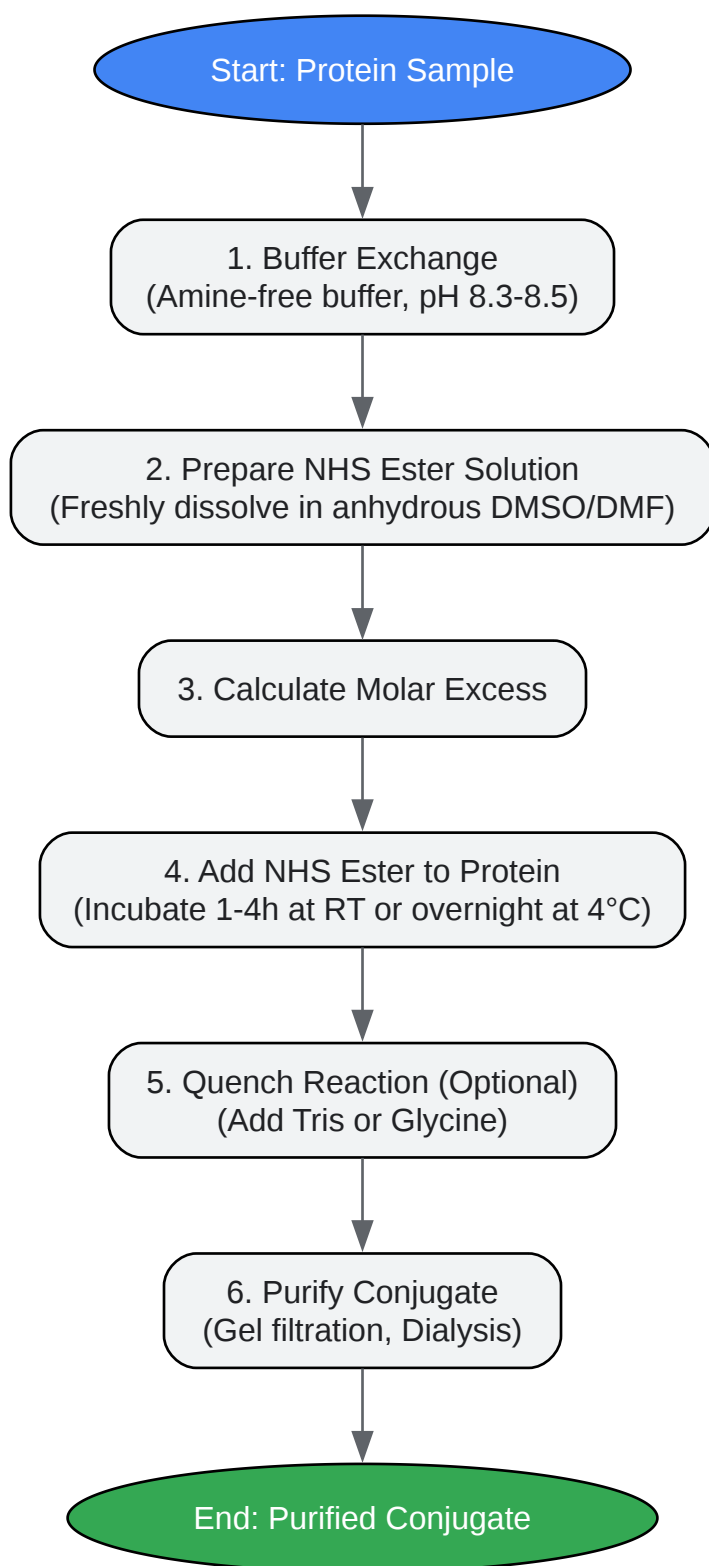 Start: Protein Sample
1. Buffer Exchange
(Amine-free buffer, pH 8.3-8.5)
2. Prepare NHS Ester Solution
(Freshly dissolve in anhydrous DMSO/DMF)
3. Calculate Molar Excess
4. Add NHS Ester to Protein
(Incubate 1-4h at RT or overnight at 4°C)
5. Quench Reaction (Optional)
(Add Tris or Glycine)
6. Purify Conjugate
(Gel filtration, Dialysis)
End: Purified Conjugate